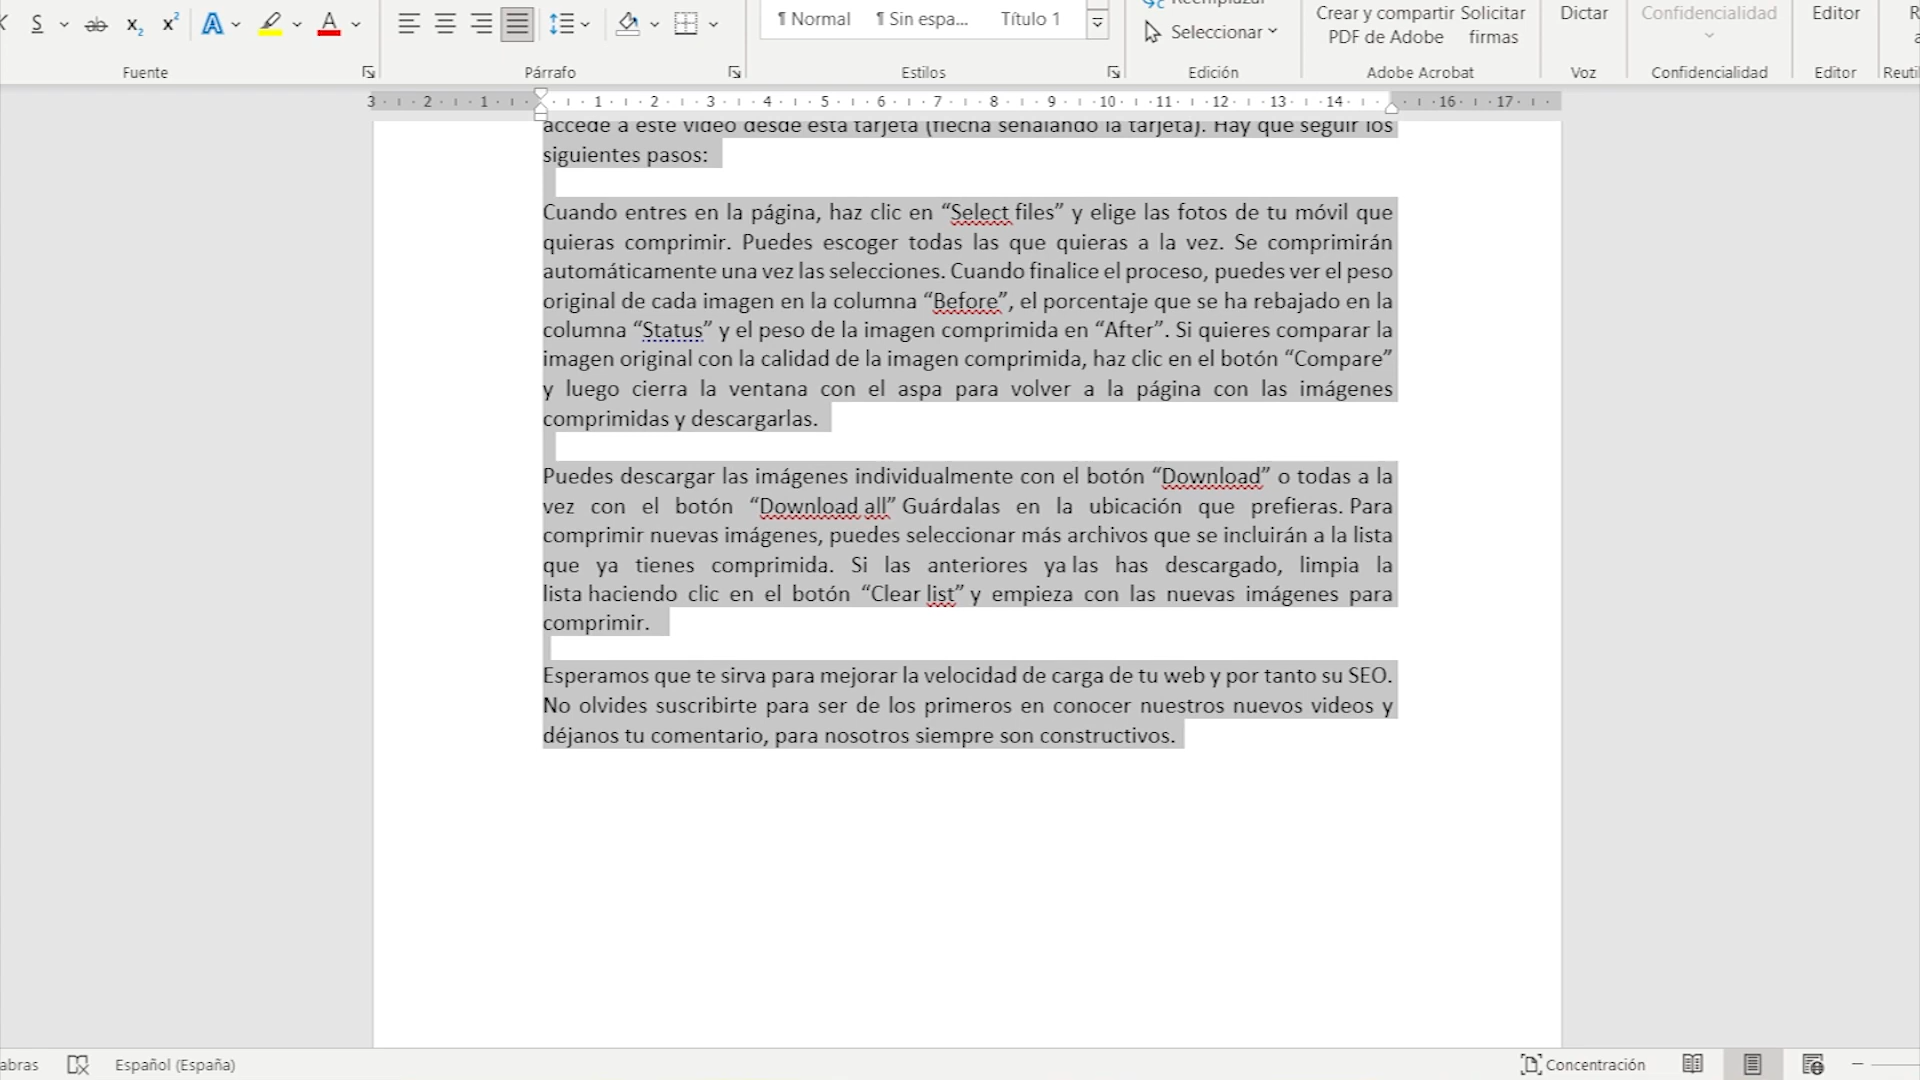 S ab x2 x2 A A
¶ Normal ¶ Sin espa... Título 1
Reemplazar
Seleccionar
Crear y compartir Solicitar
PDF de Adobe firmas
Dictar
Confidencialidad
Editor
Fuente Párrafo Estilos Edición Adobe Acrobat Voz Confidencialidad Editor
3 2 1 1 2 3 4 5 6 7 8 9 10 11 12 13 14 16 17
accede a este video desde esta tarjeta (flecha señalando la tarjeta). Hay que seguir los
siguientes pasos:
Cuando entres en la página, haz clic en “Select files” y elige las fotos de tu móvil que
quieras comprimir. Puedes escoger todas las que quieras a la vez. Se comprimirán
automáticamente una vez las selecciones. Cuando finalice el proceso, puedes ver el peso
original de cada imagen en la columna “Before”, el porcentaje que se ha rebajado en la
columna “Status” y el peso de la imagen comprimida en “After”. Si quieres comparar la
imagen original con la calidad de la imagen comprimida, haz clic en el botón “Compare”
y luego cierra la ventana con el aspa para volver a la página con las imágenes
comprimidas y descargarlas.
Puedes descargar las imágenes individualmente con el botón “Download” o todas a la
vez con el botón “Download all” Guárdalas en la ubicación que prefieras. Para
comprimir nuevas imágenes, puedes seleccionar más archivos que se incluirán a la lista
que ya tienes comprimida. Si las anteriores ya las has descargado, limpia la
lista haciendo clic en el botón “Clear list” y empieza con las nuevas imágenes para
comprimir.
Esperamos que te sirva para mejorar la velocidad de carga de tu web y por tanto su SEO.
No olvides suscribirte para ser de los primeros en conocer nuestros nuevos videos y
déjanos tu comentario, para nosotros siempre son constructivos.
Español (España) Concentración